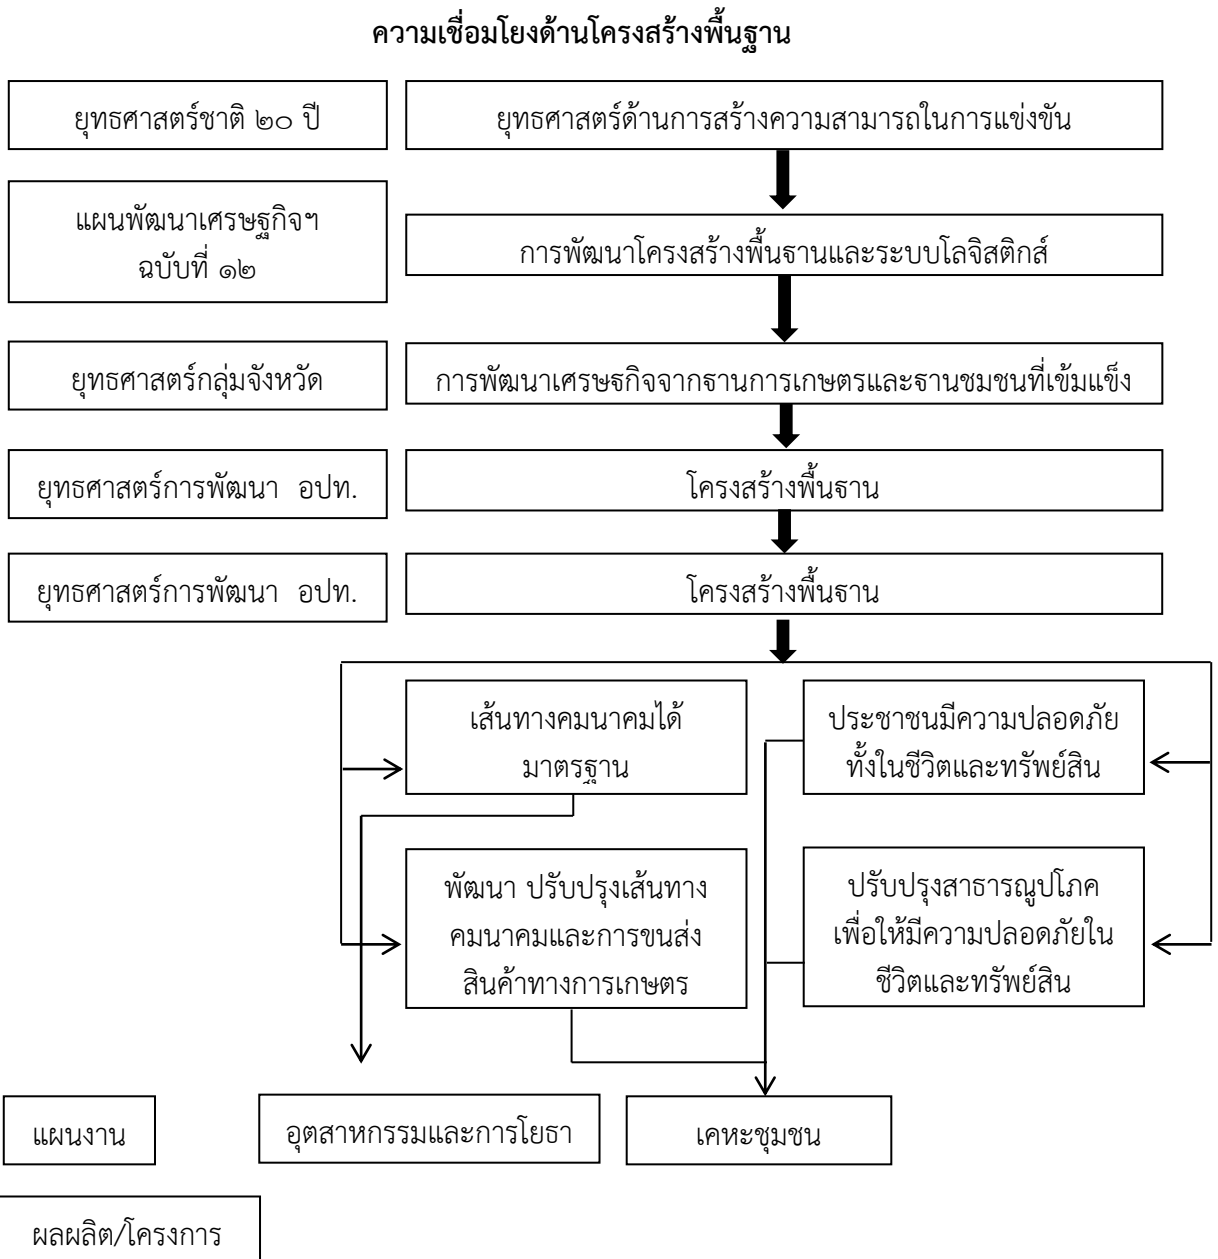 ความเชื่อมโยงด้านโครงสร้างพื้นฐาน
ยุทธศาสตร์ชาติ ๒๐ ปี
ยุทธศาสตร์ด้านการสร้างความสามารถในการแข่งขัน
แผนพัฒนาเศรษฐกิจฯ
ฉบับที่ ๑๒
การพัฒนาโครงสร้างพื้นฐานและระบบโลจิสติกส์
ยุทธศาสตร์กลุ่มจังหวัด
การพัฒนาเศรษฐกิจจากฐานการเกษตรและฐานชุมชนที่เข้มแข็ง
ยุทธศาสตร์การพัฒนา อปท.
โครงสร้างพื้นฐาน
ยุทธศาสตร์การพัฒนา อปท.
โครงสร้างพื้นฐาน
เส้นทางคมนาคมได้
มาตรฐาน
ประชาชนมีความปลอดภัย
ทั้งในชีวิตและทรัพย์สิน
พัฒนา ปรับปรุงเส้นทาง
คมนาคมและการขนส่ง
สินค้าทางการเกษตร
ปรับปรุงสาธารณูปโภค
เพื่อให้มีความปลอดภัยใน
ชีวิตและทรัพย์สิน
แผนงาน
อุตสาหกรรมและการโยธา
เคหะชุมชน
ผลผลิต/โครงการ